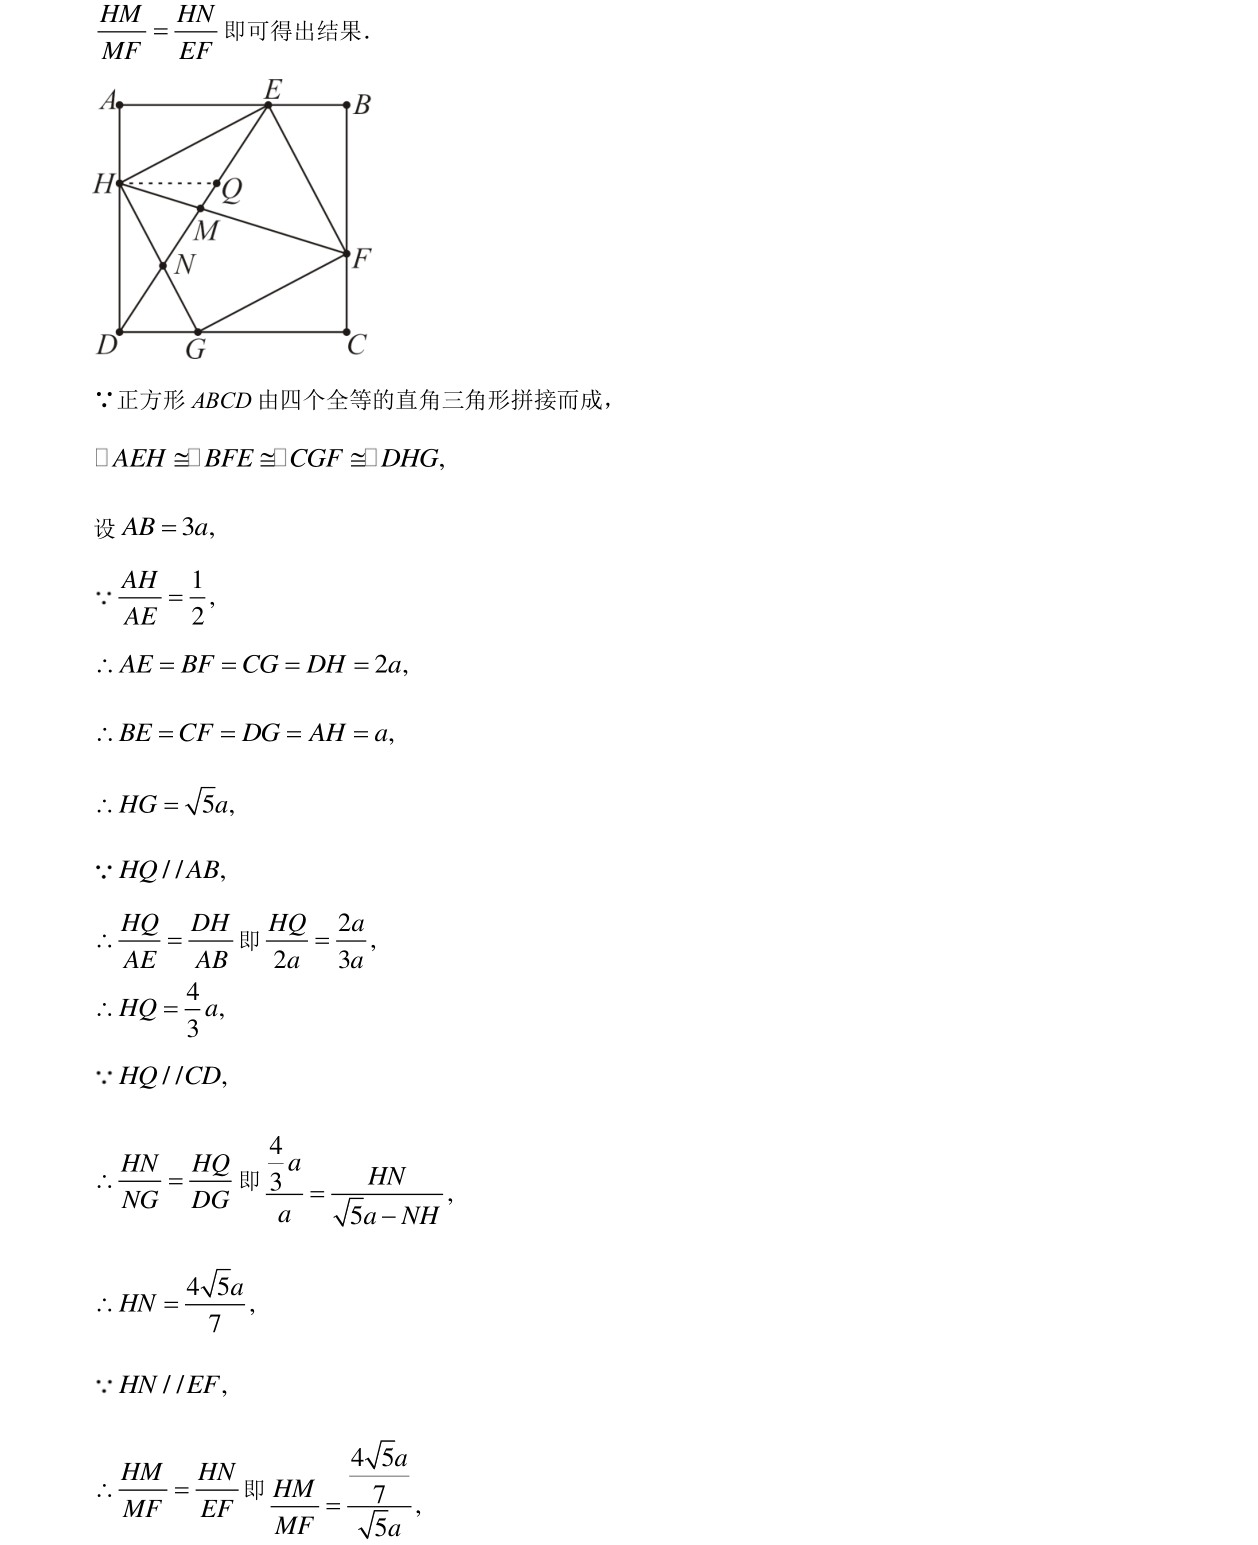 HM/MF = HN/EF 即可得出结果.
A E B
H Q
M
N F
D G C
∵正方形 ABCD 由四个全等的直角三角形拼接而成,
□AEH ≌□BFE ≌□CGF ≌□DHG,
设 AB = 3a,
∵ AH/AE = 1/2,
∴ AE = BF = CG = DH = 2a,
∴ BE = CF = DG = AH = a,
∴ HG = √5a,
∵ HQ//AB,
∴ HQ/AE = DH/AB 即 HQ/2a = 2a/3a,
∴ HQ = 4/3 a,
∵ HQ//CD,
∴ HN/NG = HQ/DG 即 (4/3 a)/a = HN/(√5a − NH),
∴ HN = 4√5a/7,
∵ HN//EF,
∴ HM/MF = HN/EF 即 HM/MF = (4√5a/7)/(√5a),